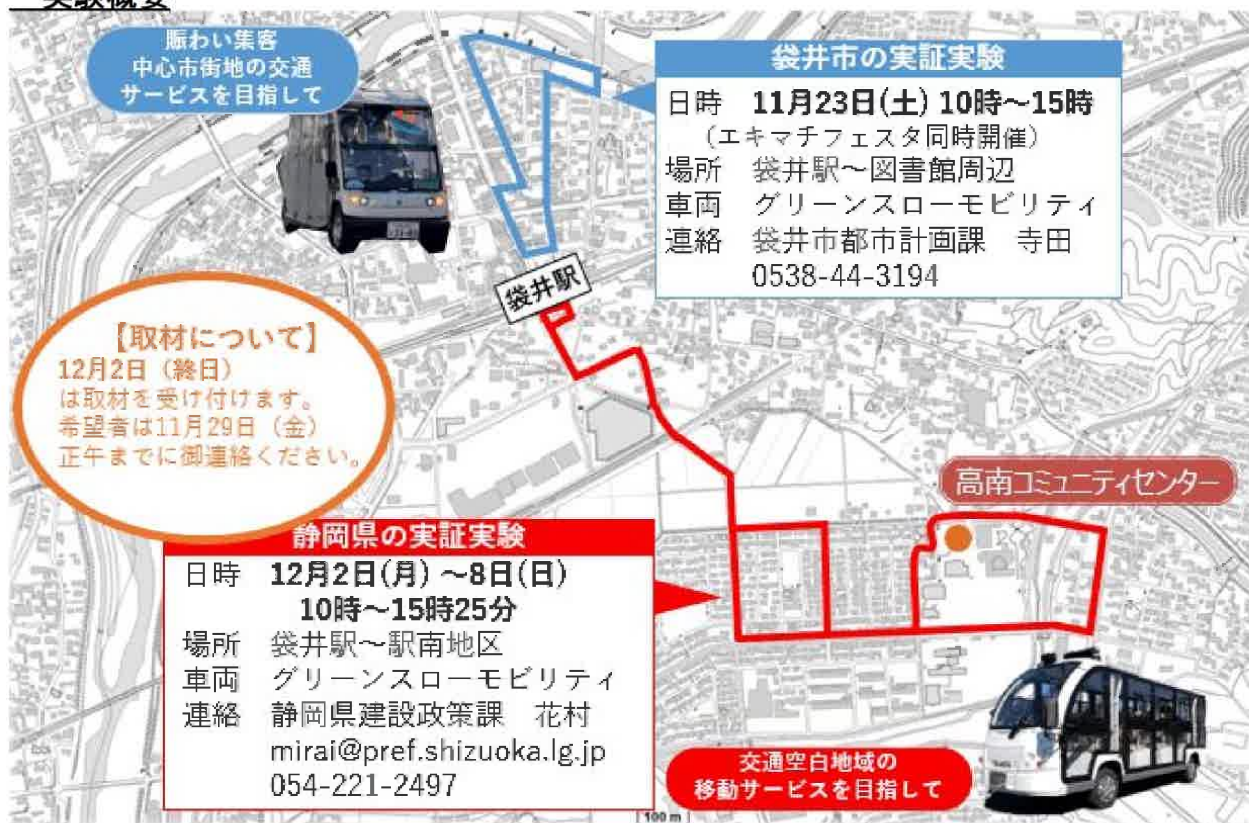 実験概要
賑わい集客
中心市街地の交通
サービスを目指して
袋井市の実証実験
日時 11月23日(土) 10時～15時
（エキマチフェスタ同時開催）
場所 袋井駅～図書館周辺
車両 グリーンスローモビリティ
連絡 袋井市都市計画課 寺田
0538-44-3194
袋井駅
【取材について】
12月2日（終日）
は取材を受け付けます。
希望者は11月29日（金）
正午までに御連絡ください。
高南コミュニティセンター
静岡県の実証実験
日時 12月2日(月) ～8日(日)
10時～15時25分
場所 袋井駅～駅南地区
車両 グリーンスローモビリティ
連絡 静岡県建設政策課 花村
mirai@pref.shizuoka.lg.jp
054-221-2497
交通空白地域の
移動サービスを目指して
100 m